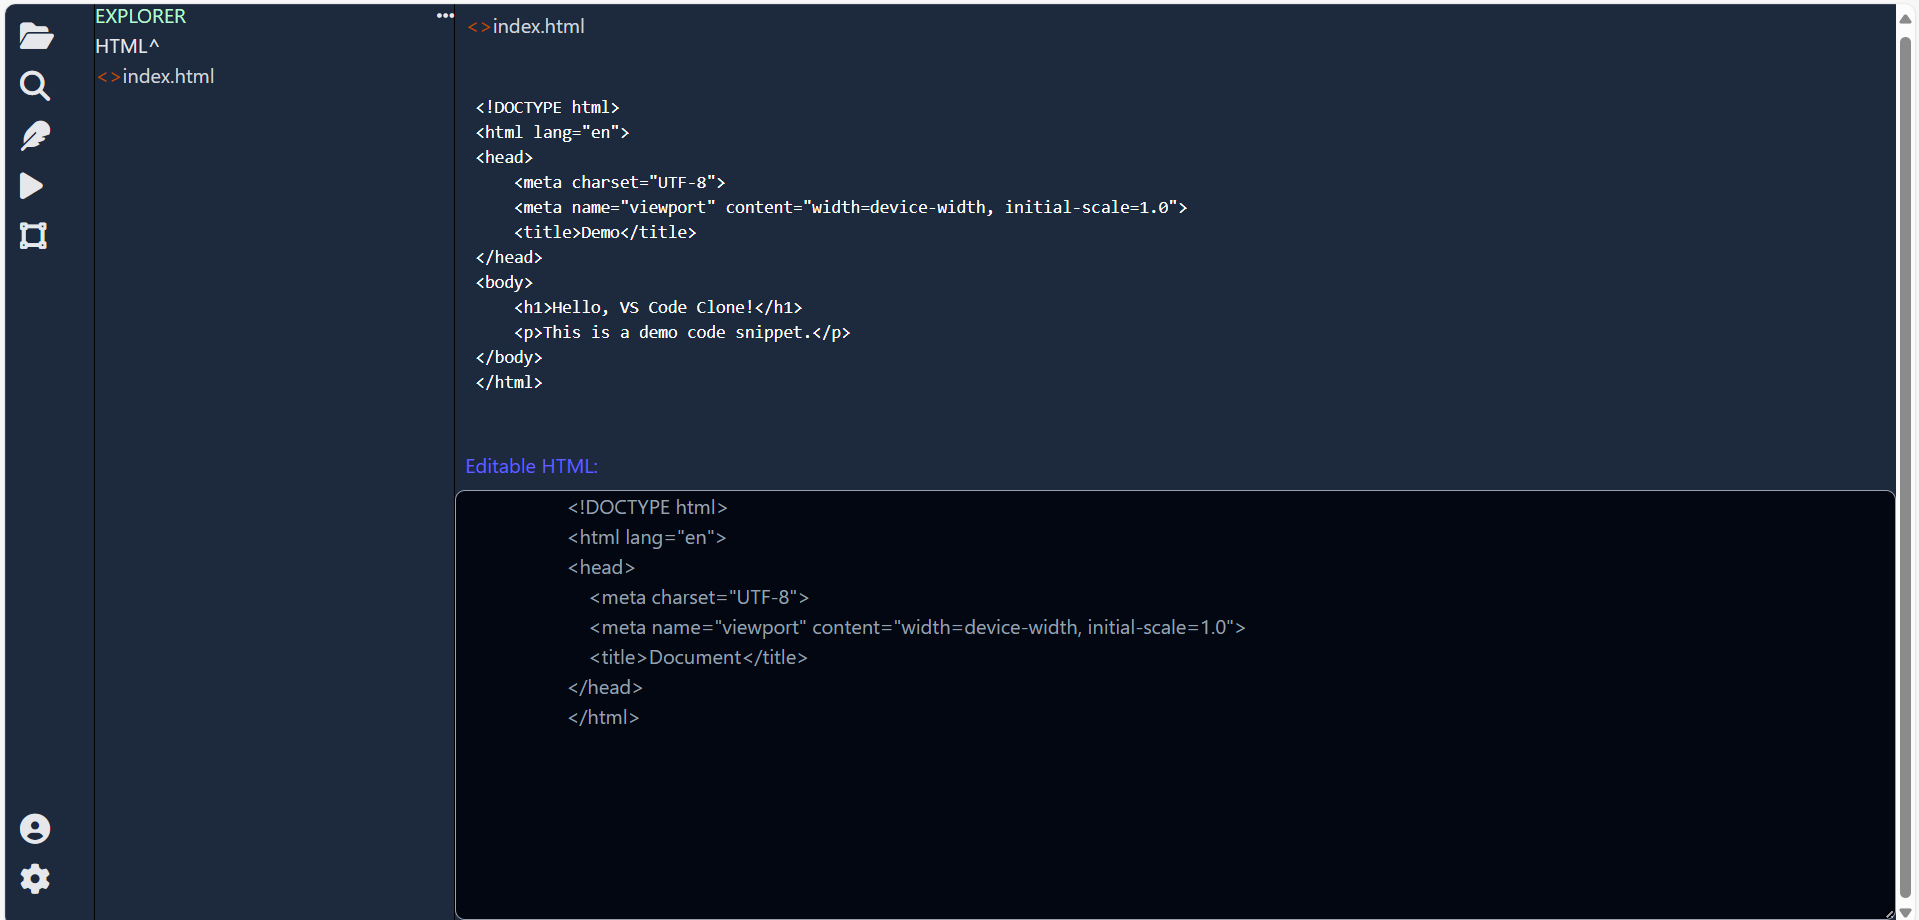 EXPLORER
HTML^
<>index.html
<>index.html
<!DOCTYPE html>
<html lang="en">
<head>
    <meta charset="UTF-8">
    <meta name="viewport" content="width=device-width, initial-scale=1.0">
    <title>Demo</title>
</head>
<body>
    <h1>Hello, VS Code Clone!</h1>
    <p>This is a demo code snippet.</p>
</body>
</html>
Editable HTML:
<!DOCTYPE html>
<html lang="en">
<head>
    <meta charset="UTF-8">
    <meta name="viewport" content="width=device-width, initial-scale=1.0">
    <title>Document</title>
</head>
</html>